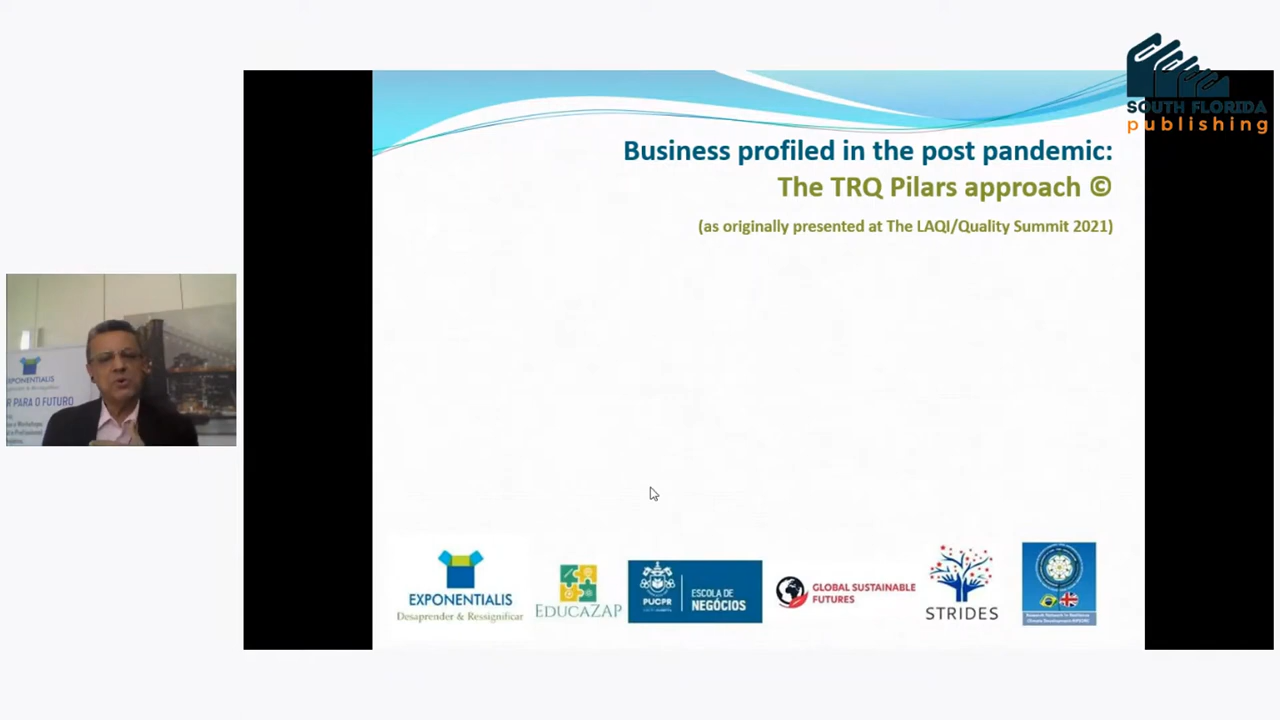 SOUTH FLORIDA
publishing
Business profiled in the post pandemic:
The TRQ Pilars approach ©
(as originally presented at The LAQI/Quality Summit 2021)
XPONENTIALIS
R PARA O FUTURO
EXPONENTIALIS
Desaprender & Ressignificar
EDUCAZAP
PUCPR
ESCOLA DE
NEGÓCIOS
GLOBAL SUSTAINABLE
FUTURES
STRIDES